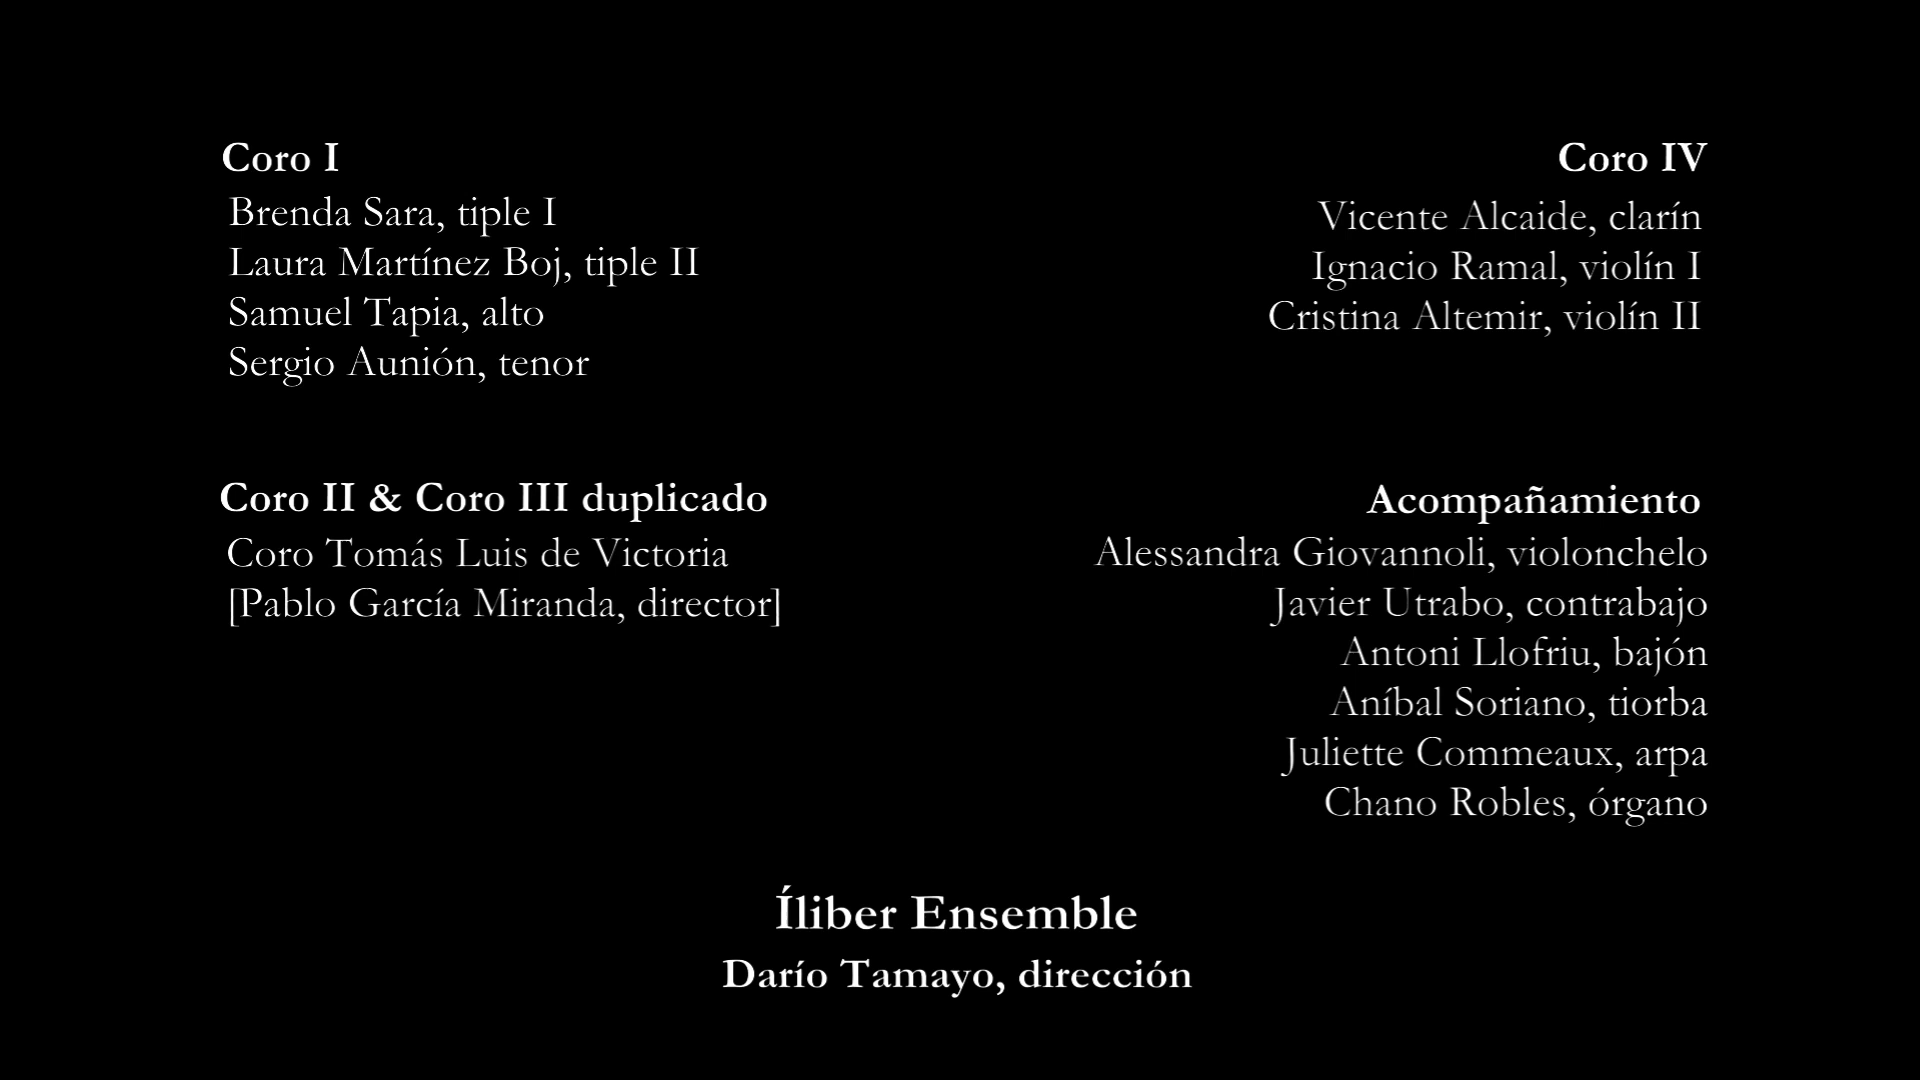 Coro I
Brenda Sara, tiple I
Laura Martínez Boj, tiple II
Samuel Tapia, alto
Sergio Aunión, tenor
Coro II & Coro III duplicado
Coro Tomás Luis de Victoria
[Pablo García Miranda, director]
Coro IV
Vicente Alcaide, clarín
Ignacio Ramal, violín I
Cristina Altemir, violín II
Acompañamiento
Alessandra Giovannoli, violonchelo
Javier Utrabo, contrabajo
Antoni Llofriu, bajón
Aníbal Soriano, tiorba
Juliette Commeaux, arpa
Chano Robles, órgano
Íliber Ensemble
Darío Tamayo, dirección